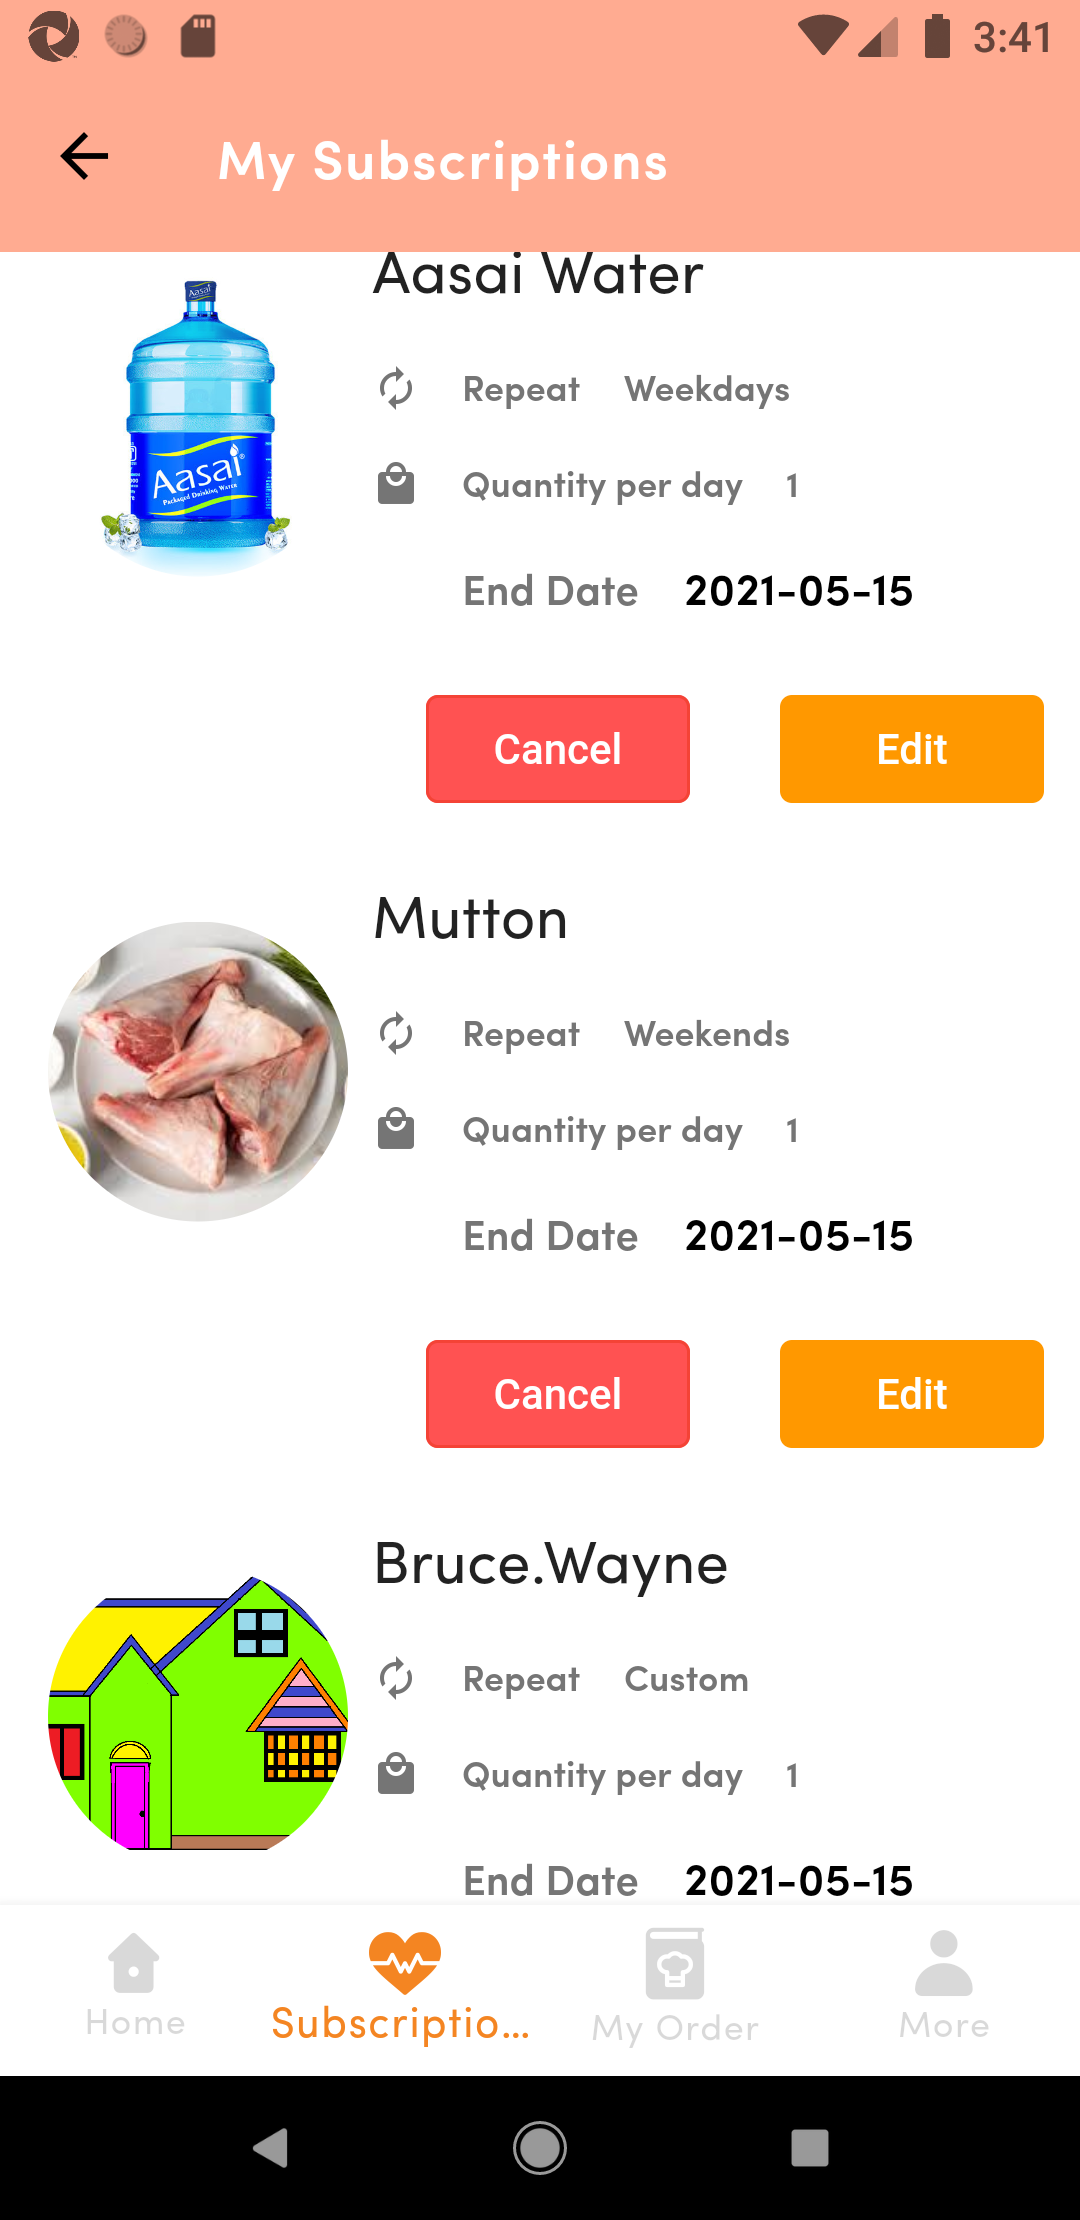 3:41
My Subscriptions
Aasai Water
Aasai
Repeat Weekdays
Aasai®
Packaged Drinking Water
Quantity per day 1
End Date 2021-05-15
Cancel Edit
Mutton
Repeat Weekends
Quantity per day 1
End Date 2021-05-15
Cancel Edit
Bruce.Wayne
Repeat Custom
Quantity per day 1
End Date 2021-05-15
Home Subscriptio... My Order More